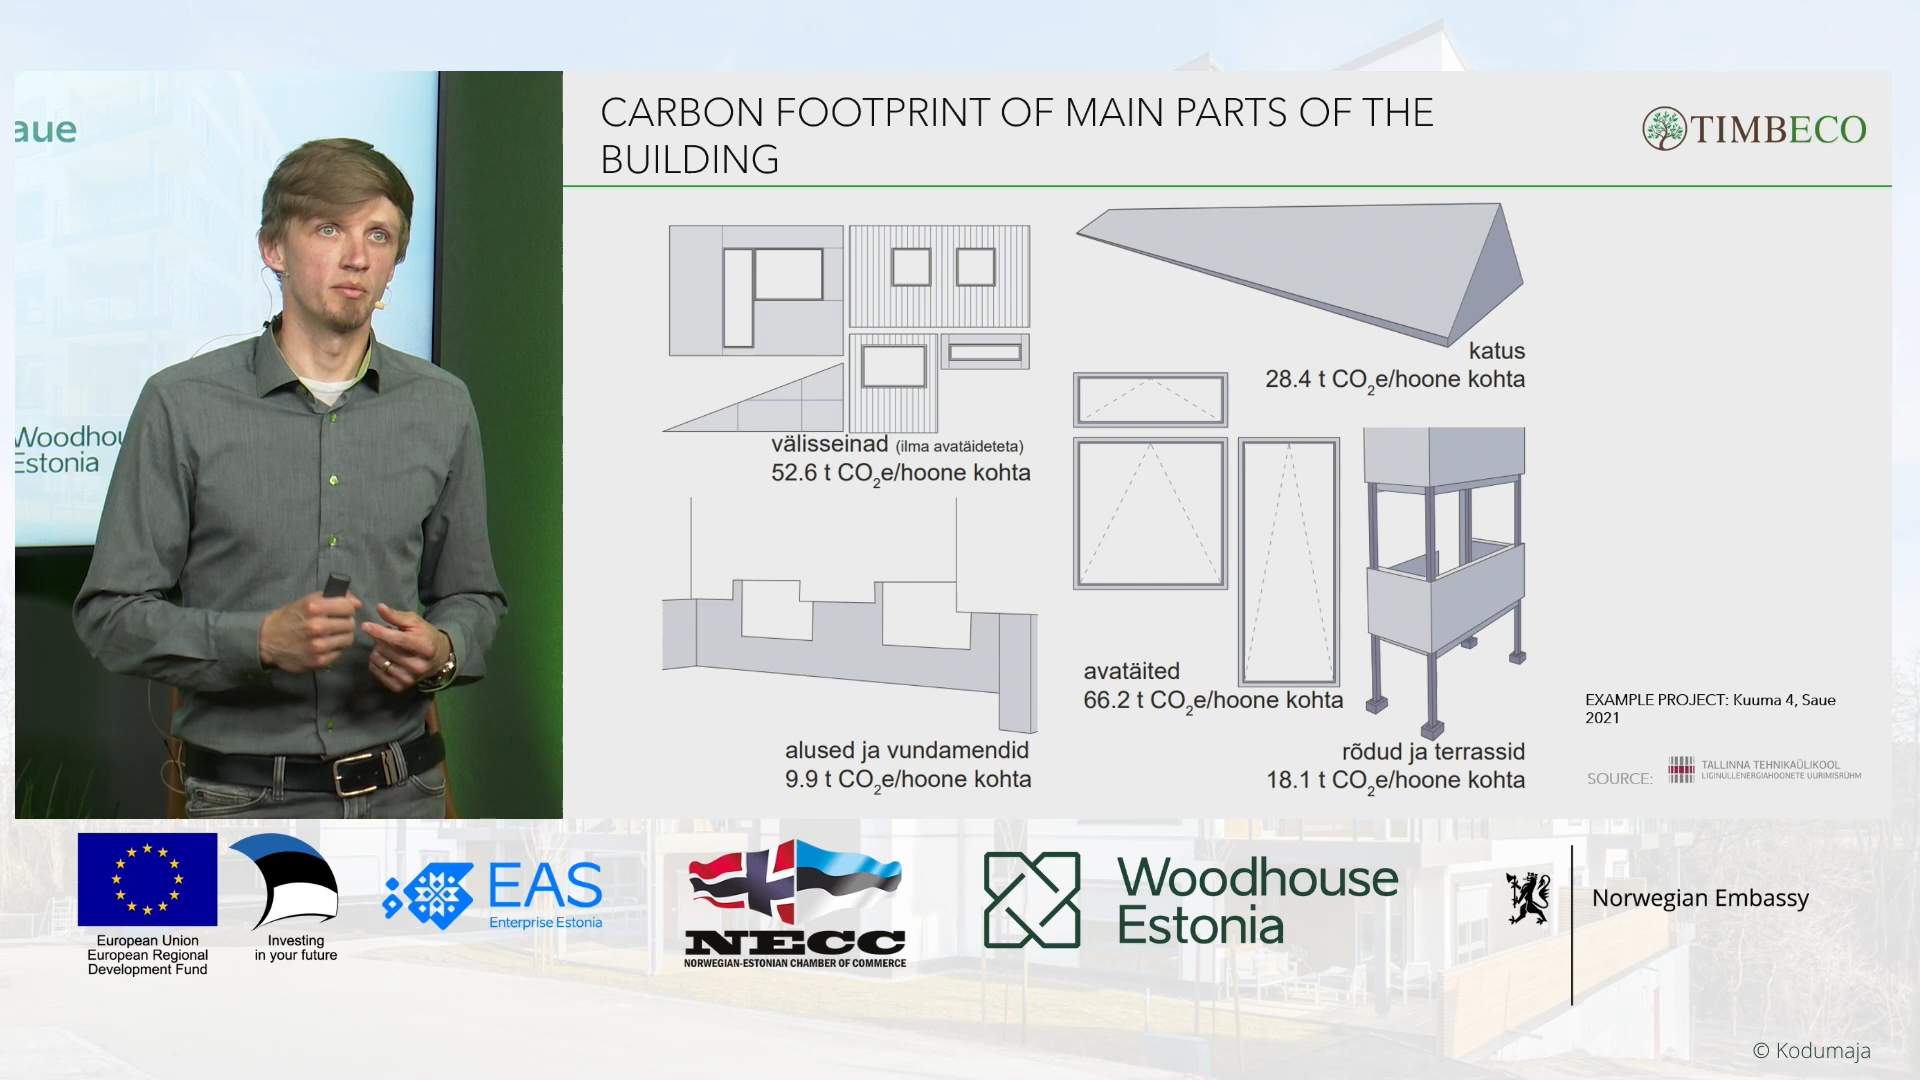 aue
Woodhou
Estonia
CARBON FOOTPRINT OF MAIN PARTS OF THE
BUILDING
TIMBECO
välisseinad (ilma avatäideteta)
52.6 t CO₂e/hoone kohta
katus
28.4 t CO₂e/hoone kohta
avatäited
66.2 t CO₂e/hoone kohta
alused ja vundamendid
9.9 t CO₂e/hoone kohta
rõdud ja terrassid
18.1 t CO₂e/hoone kohta
EXAMPLE PROJECT: Kuuma 4, Saue
2021
SOURCE:
TALLINNA TEHNIKAÜLIKOOL
LIGINULLENERGIAHOONETE UURIMISRÜHM
European Union
European Regional
Development Fund
Investing
in your future
EAS
Enterprise Estonia
NECC
NORWEGIAN-ESTONIAN CHAMBER OF COMMERCE
Woodhouse
Estonia
Norwegian Embassy
© Kodumaja